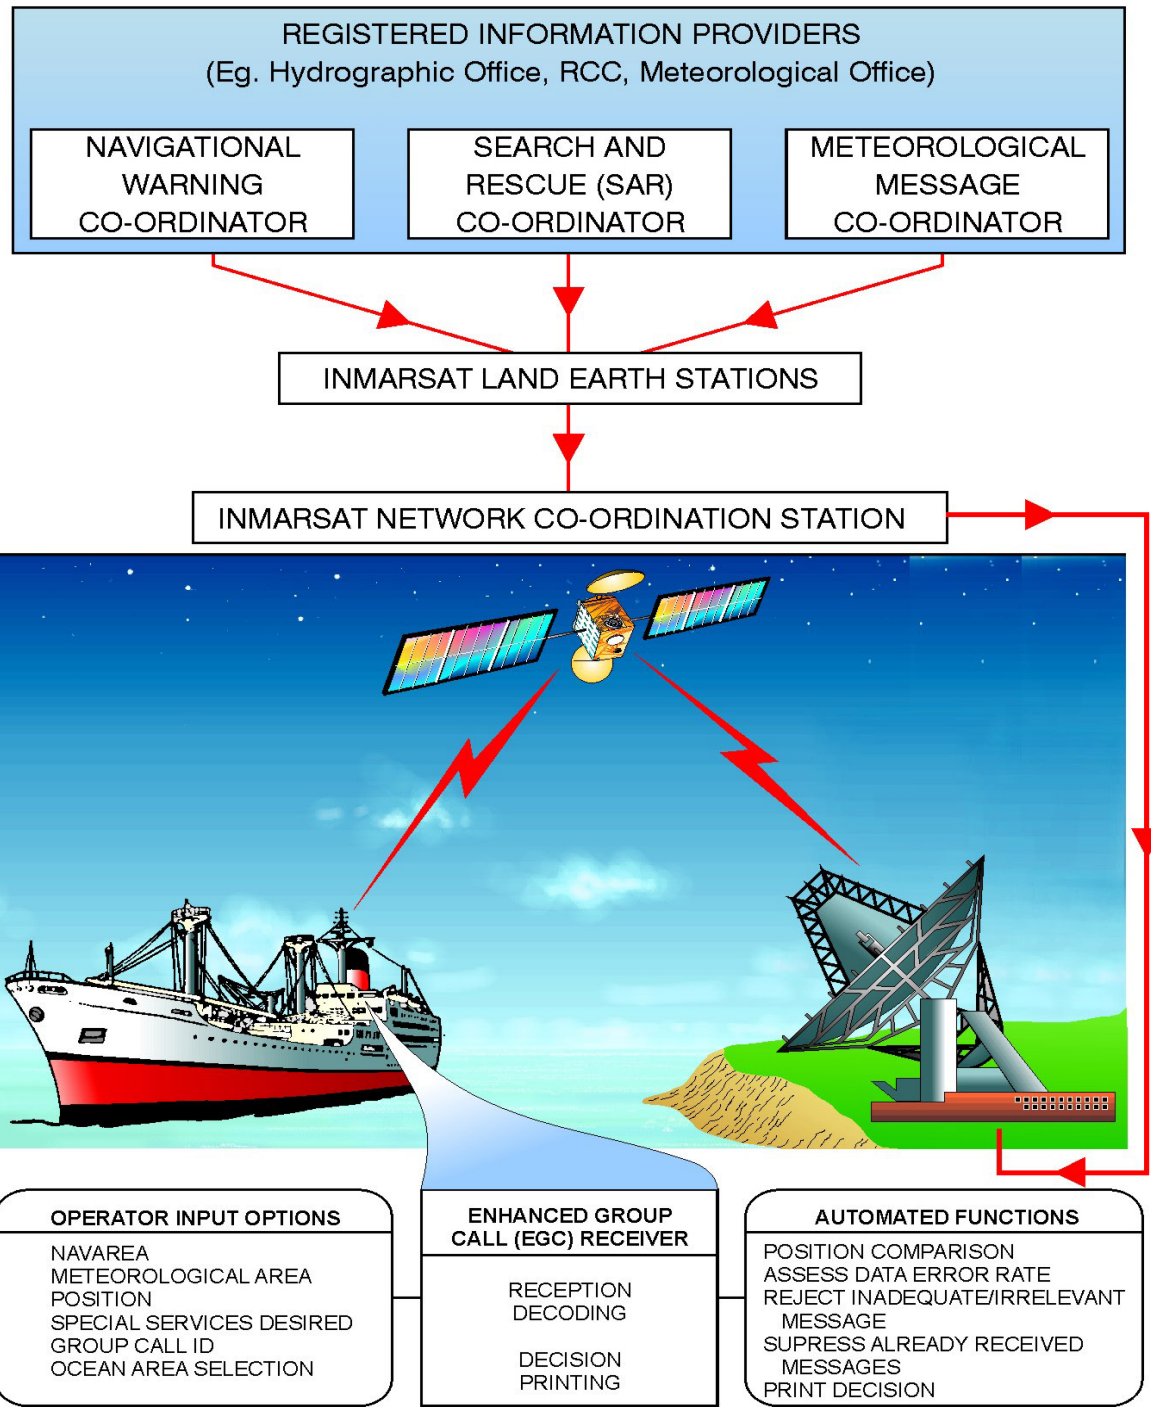 REGISTERED INFORMATION PROVIDERS
(Eg. Hydrographic Office, RCC, Meteorological Office)
NAVIGATIONAL
WARNING
CO-ORDINATOR
SEARCH AND
RESCUE (SAR)
CO-ORDINATOR
METEOROLOGICAL
MESSAGE
CO-ORDINATOR
INMARSAT LAND EARTH STATIONS
INMARSAT NETWORK CO-ORDINATION STATION
OPERATOR INPUT OPTIONS
NAVAREA
METEOROLOGICAL AREA
POSITION
SPECIAL SERVICES DESIRED
GROUP CALL ID
OCEAN AREA SELECTION
ENHANCED GROUP
CALL (EGC) RECEIVER
RECEPTION
DECODING
DECISION
PRINTING
AUTOMATED FUNCTIONS
POSITION COMPARISON
ASSESS DATA ERROR RATE
REJECT INADEQUATE/IRRELEVANT
MESSAGE
SUPRESS ALREADY RECEIVED
MESSAGES
PRINT DECISION